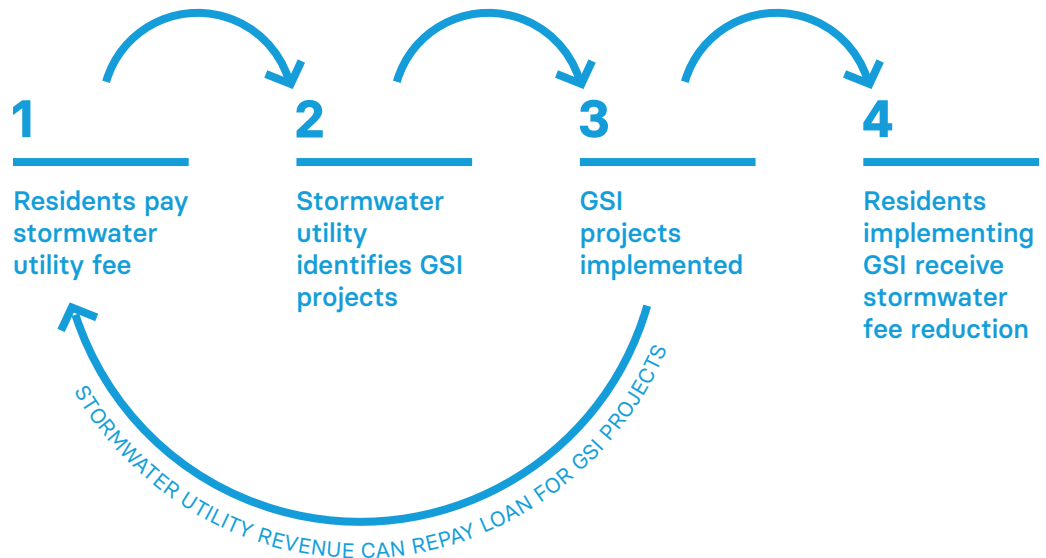 1
Residents pay
stormwater
utility fee
2
Stormwater
utility
identifies GSI
projects
3
GSI
projects
implemented
4
Residents
implementing
GSI receive
stormwater
fee reduction
STORMWATER UTILITY REVENUE CAN REPAY LOAN FOR GSI PROJECTS